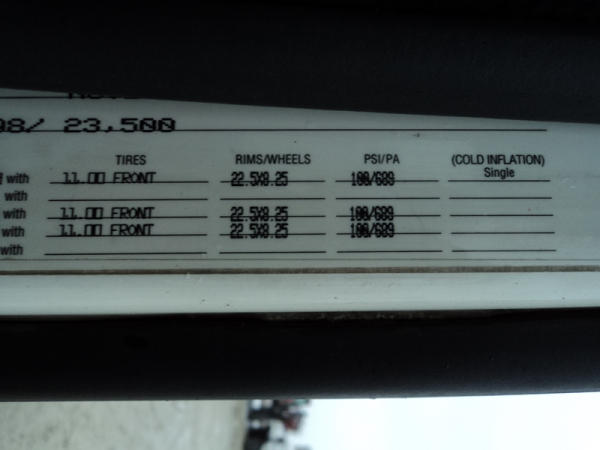 98/ 23,500
TIRES RIMS/WHEELS PSI/PA (COLD INFLATION)
Single
with 11.00 FRONT 22.5X8.25 100/689
with
with 11.00 FRONT 22.5X8.25 100/689
with 11.00 FRONT 22.5X8.25 100/689
with